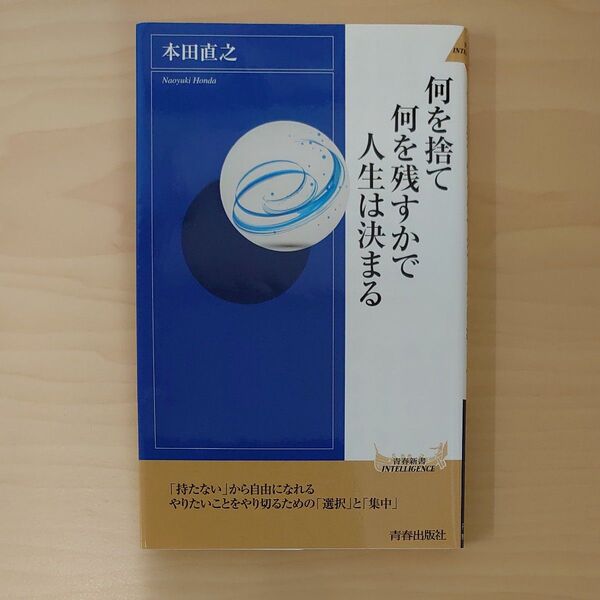 本田直之
Naoyuki Honda
何を捨て
何を残すかで
人生は決まる
青春新書
INTELLIGENCE
「持たない」から自由になれる
やりたいことをやり切るための「選択」と「集中」
青春出版社